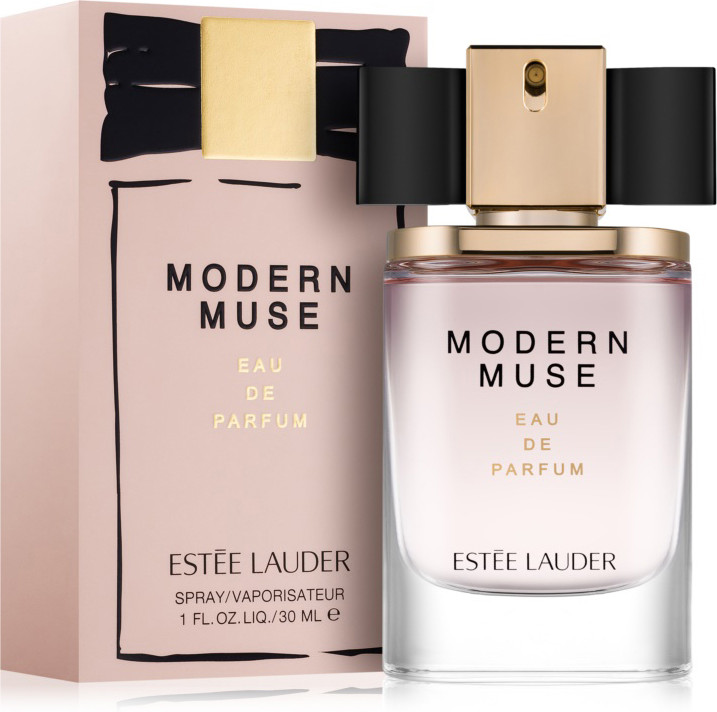 MODERN
MUSE
EAU
DE
PARFUM
ESTĒE LAUDER
SPRAY/VAPORISATEUR
1 FL.OZ.LIQ./30 ML ℮
MODERN
MUSE
EAU
DE
PARFUM
ESTĒE LAUDER